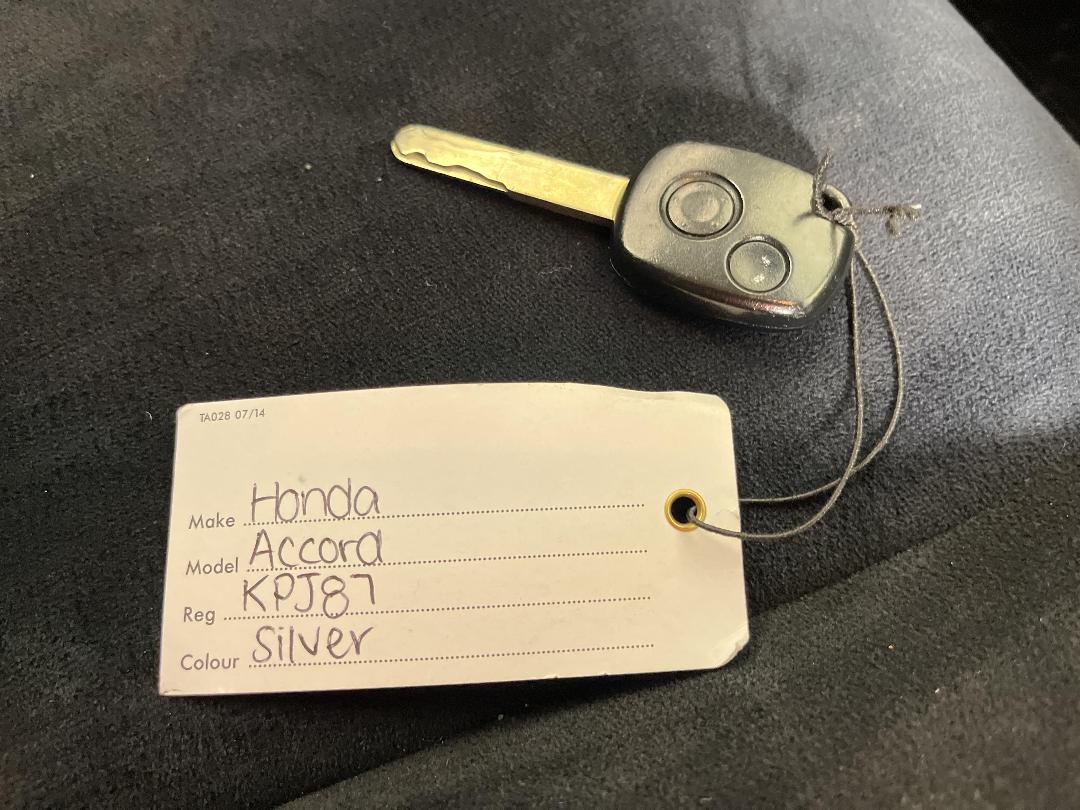 TA028 07/14
Make Honda
Model Accord
Reg KPJ87
Colour Silver